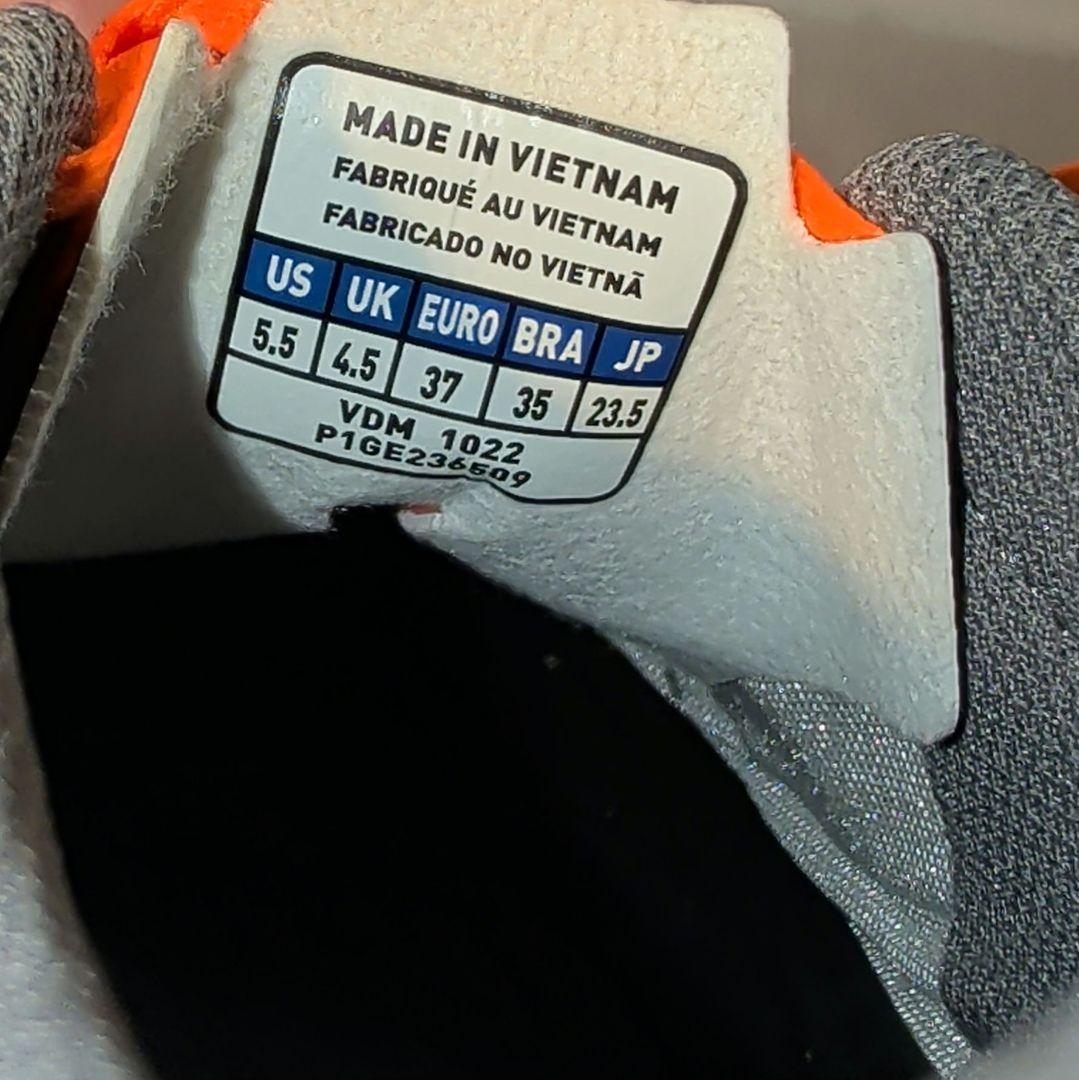 MADE IN VIETNAM
FABRIQUÉ AU VIETNAM
FABRICADO NO VIETNÃ
US UK EURO BRA JP
5.5 4.5 37 35 23.5
VDM 1022
P1GE236509